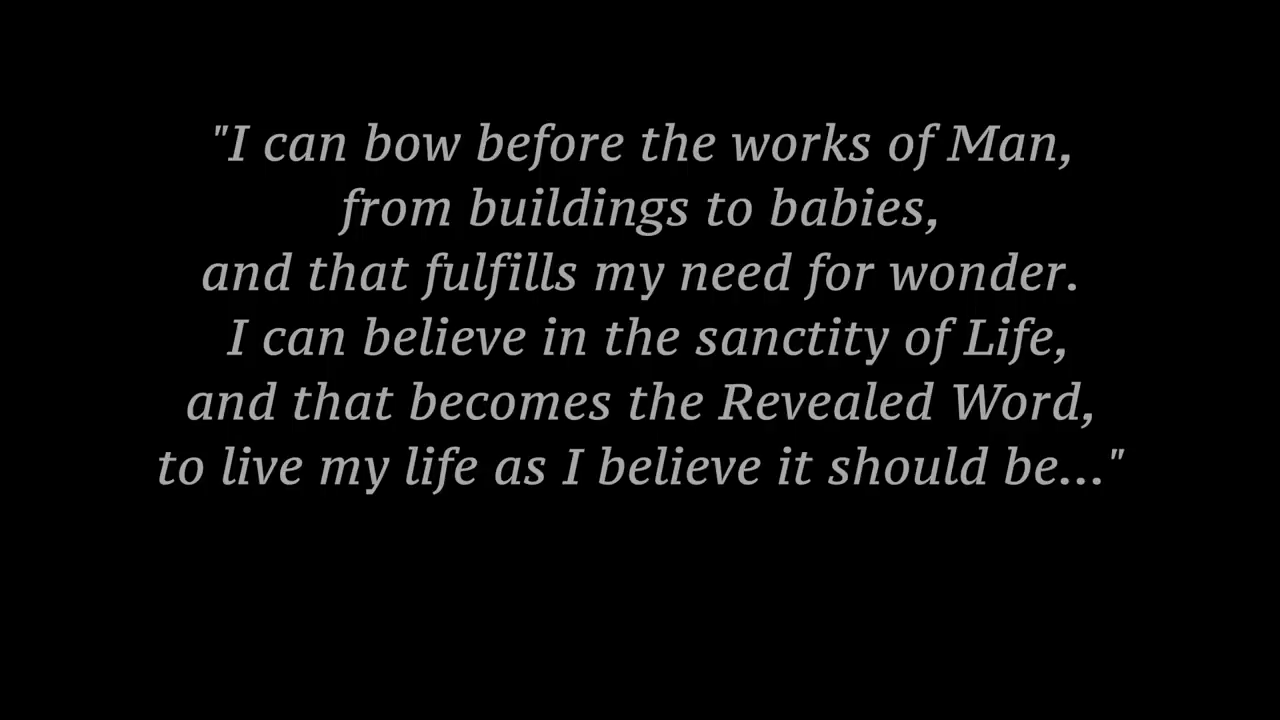 "I can bow before the works of Man,
from buildings to babies,
and that fulfills my need for wonder.
I can believe in the sanctity of Life,
and that becomes the Revealed Word,
to live my life as I believe it should be..."